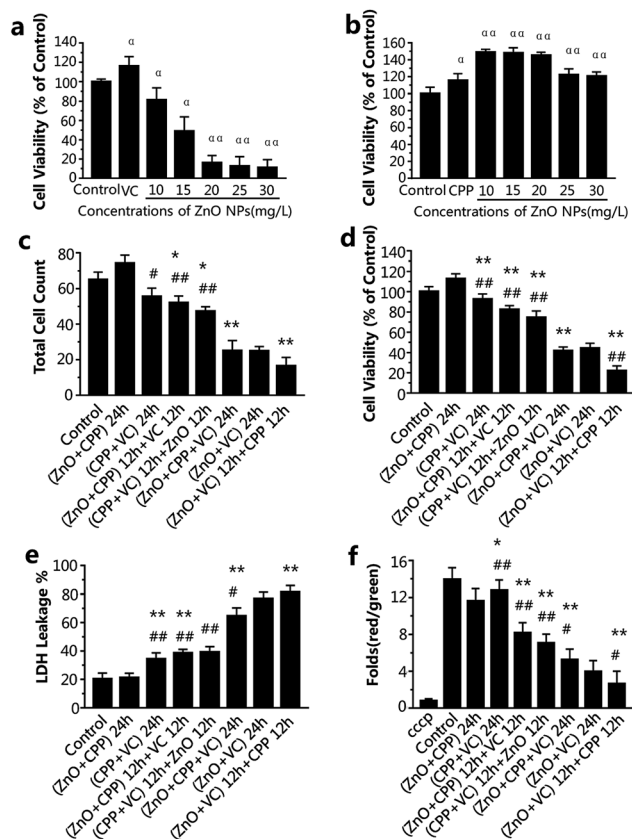 a
Cell Viability (% of Control)
140
120
100
80
60
40
20
0
α
α
α
αα
αα
αα
Control VC 10 15 20 25 30
Concentrations of ZnO NPs(mg/L)
b
Cell Viability (% of Control)
160
140
120
100
80
60
40
20
0
α
αα
αα
αα
αα
αα
Control CPP 10 15 20 25 30
Concentrations of ZnO NPs(mg/L)
c
Total Cell Count
80
60
40
20
0
#
*
##
*
##
**
**
Control
(ZnO+CPP) 24h
(CPP+VC) 24h
(ZnO+CPP) 12h+VC 12h
(CPP+VC) 12h+ZnO 12h
(ZnO+CPP+VC) 24h
(ZnO+VC) 24h
(ZnO+VC) 12h+CPP 12h
d
Cell Viability (% of Control)
140
120
100
80
60
40
20
0
**
##
**
##
**
##
**
**
##
Control
(ZnO+CPP) 24h
(CPP+VC) 24h
(ZnO+CPP) 12h+VC 12h
(CPP+VC) 12h+ZnO 12h
(ZnO+CPP+VC) 24h
(ZnO+VC) 24h
(ZnO+VC) 12h+CPP 12h
e
LDH Leakage %
100
80
60
40
20
0
**
##
**
##
##
**
#
**
Control
(ZnO+CPP) 24h
(CPP+VC) 24h
(ZnO+CPP) 12h+VC 12h
(CPP+VC) 12h+ZnO 12h
(ZnO+CPP+VC) 24h
(ZnO+VC) 24h
(ZnO+VC) 12h+CPP 12h
f
Folds(red/green)
16
12
8
4
0
*
##
**
##
**
##
**
#
**
#
cccp
Control
(ZnO+CPP) 24h
(CPP+VC) 24h
(ZnO+CPP) 12h+VC 12h
(CPP+VC) 12h+ZnO 12h
(ZnO+CPP+VC) 24h
(ZnO+VC) 24h
(ZnO+VC) 12h+CPP 12h